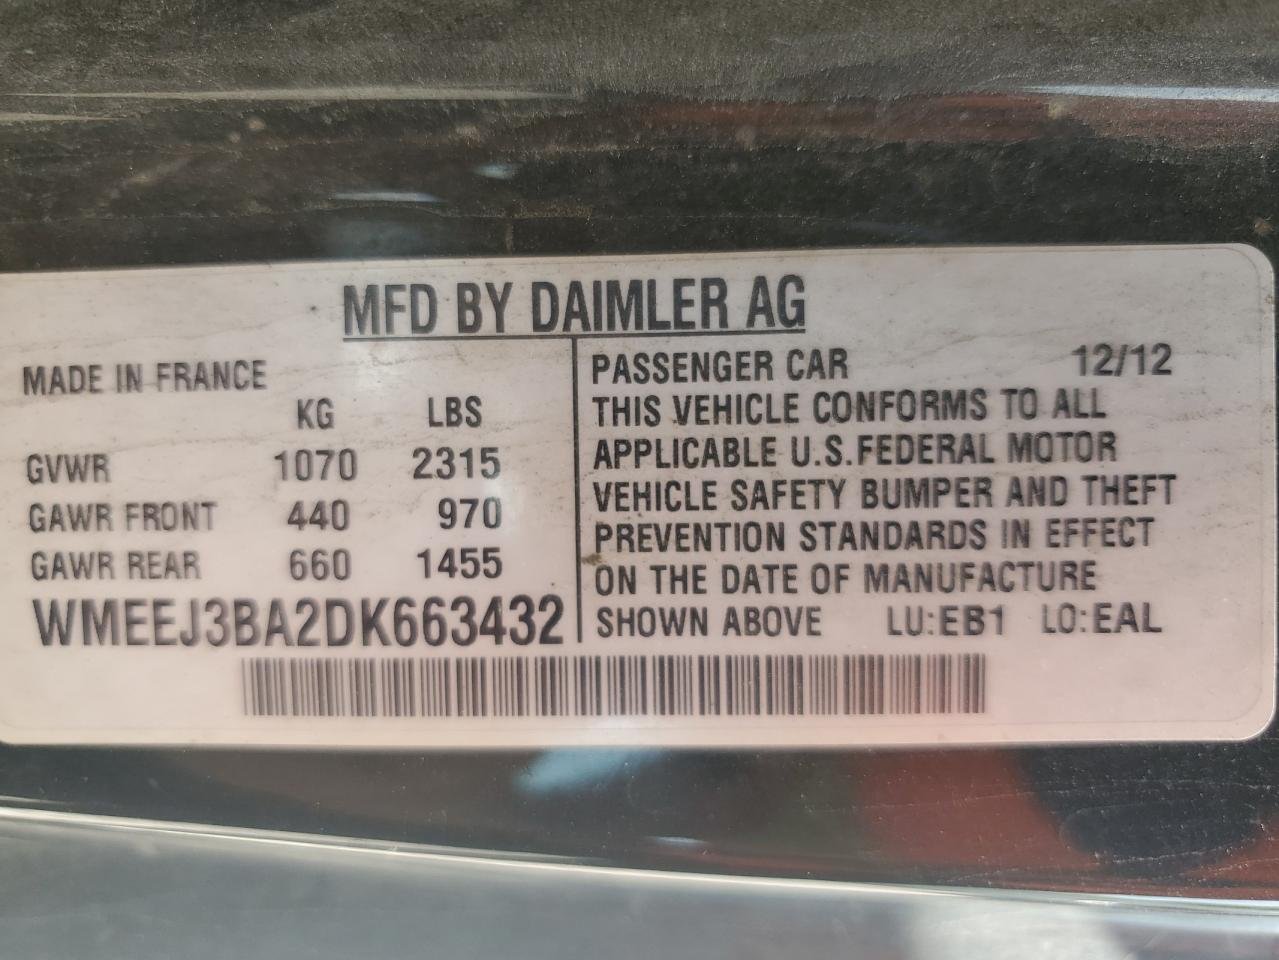 MFD BY DAIMLER AG
MADE IN FRANCE
KG LBS
GVWR 1070 2315
GAWR FRONT 440 970
GAWR REAR 660 1455
WMEEJ3BA2DK663432
PASSENGER CAR 12/12
THIS VEHICLE CONFORMS TO ALL
APPLICABLE U.S.FEDERAL MOTOR
VEHICLE SAFETY BUMPER AND THEFT
PREVENTION STANDARDS IN EFFECT
ON THE DATE OF MANUFACTURE
SHOWN ABOVE LU:EB1 LO:EAL